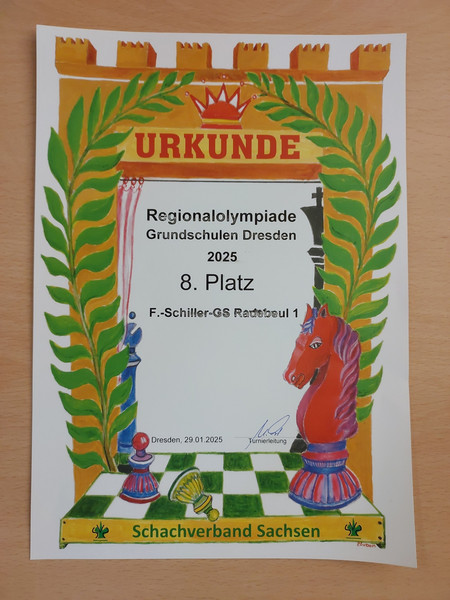 URKUNDE
Regionalolympiade
Grundschulen Dresden
2025
8. Platz
F.-Schiller-GS Radebeul 1
Dresden, 29.01.2025
Turnierleitung
Schachverband Sachsen